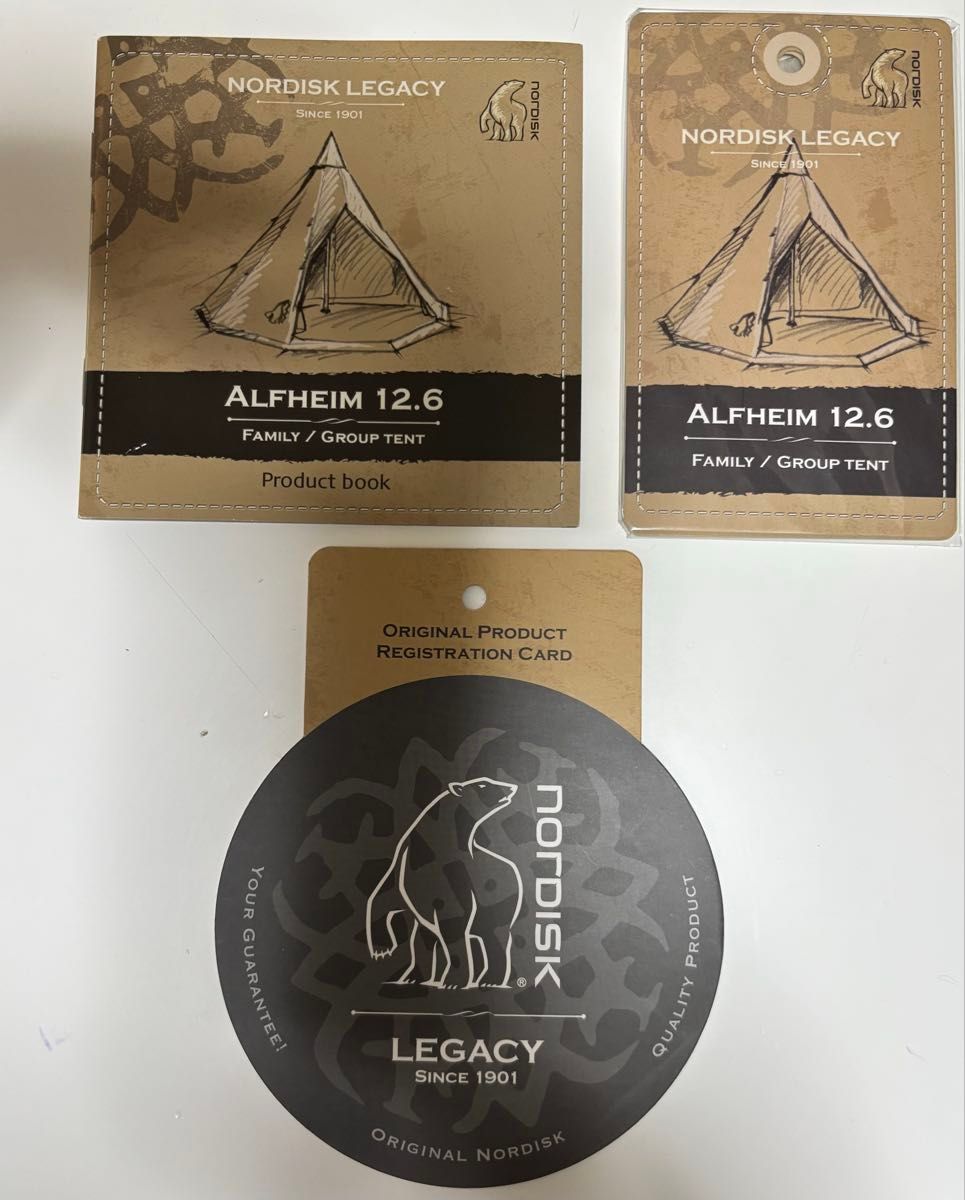 NORDISK LEGACY
SINCE 1901
NORDISK
ALFHEIM 12.6
FAMILY / GROUP TENT
Product book
NORDISK
NORDISK LEGACY
SINCE 1901
ALFHEIM 12.6
FAMILY / GROUP TENT
ORIGINAL PRODUCT
REGISTRATION CARD
NORDISK
®
YOUR GUARANTEE!
QUALITY PRODUCT
LEGACY
SINCE 1901
ORIGINAL NORDISK